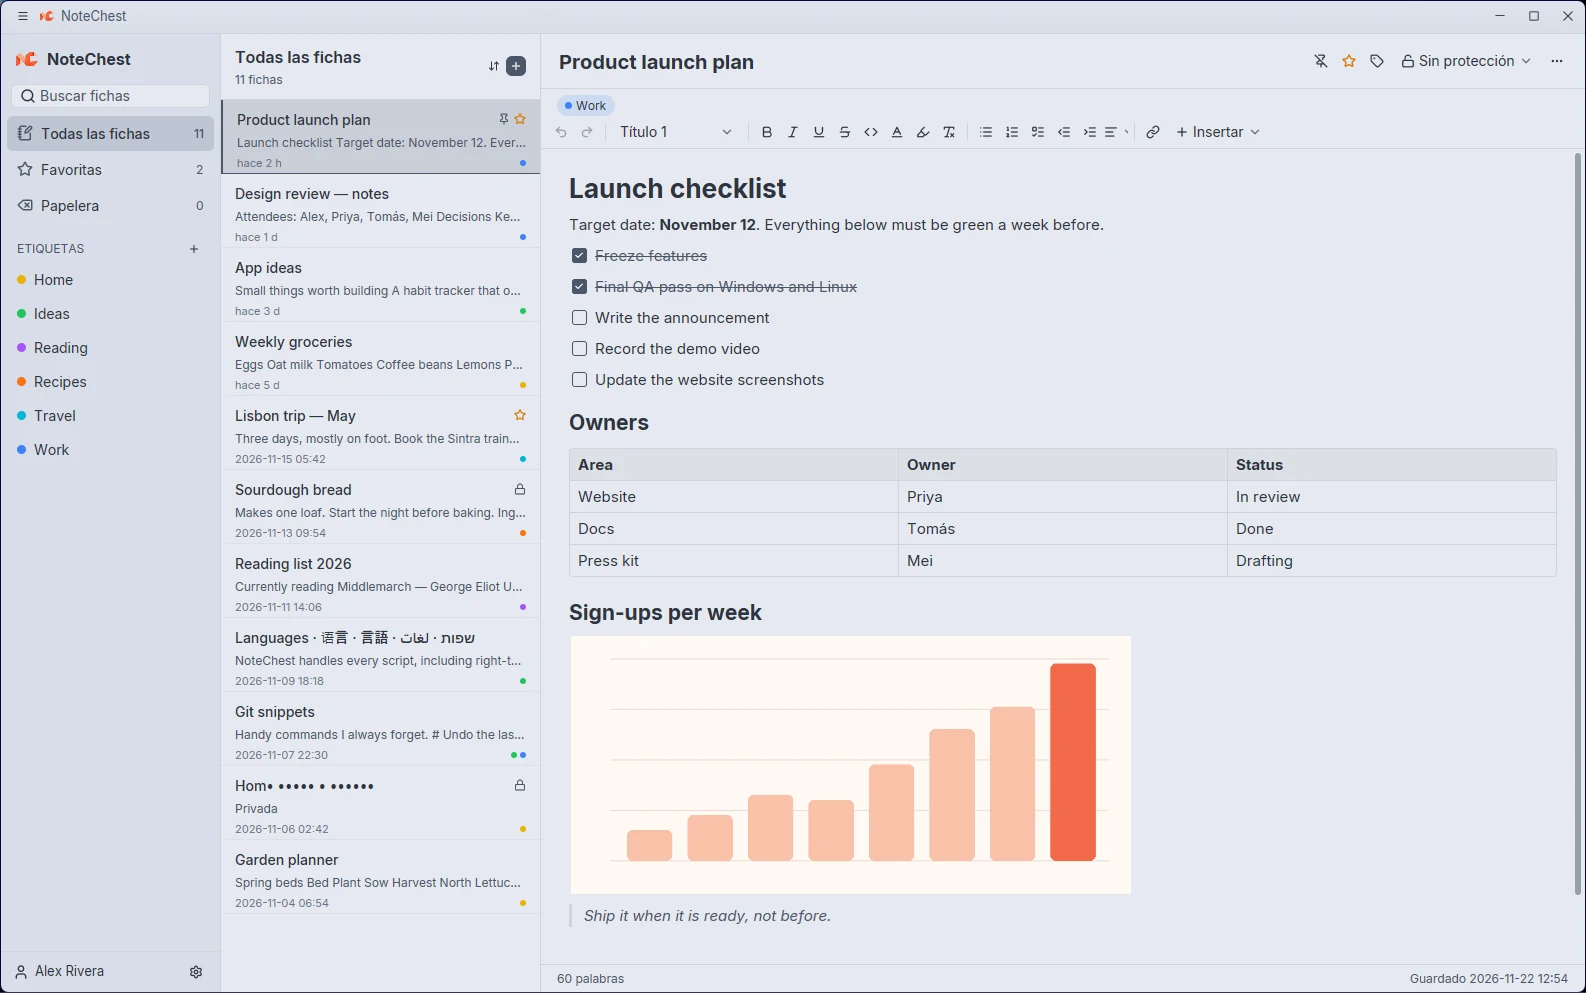 NoteChest
NoteChest
Buscar fichas
Todas las fichas 11
Favoritas 2
Papelera 0
ETIQUETAS
Home
Ideas
Reading
Recipes
Travel
Work
Alex Rivera
Todas las fichas
11 fichas
Product launch plan
Launch checklist Target date: November 12. Ever...
hace 2 h
Design review — notes
Attendees: Alex, Priya, Tomás, Mei Decisions Ke...
hace 1 d
App ideas
Small things worth building A habit tracker that o...
hace 3 d
Weekly groceries
Eggs Oat milk Tomatoes Coffee beans Lemons P...
hace 5 d
Lisbon trip — May
Three days, mostly on foot. Book the Sintra train...
2026-11-15 05:42
Sourdough bread
Makes one loaf. Start the night before baking. Ing...
2026-11-13 09:54
Reading list 2026
Currently reading Middlemarch — George Eliot U...
2026-11-11 14:06
Languages · 语言 · 言語 · لغات · שפות
NoteChest handles every script, including right-t...
2026-11-09 18:18
Git snippets
Handy commands I always forget. # Undo the las...
2026-11-07 22:30
Hom• ••••• • ••••••
Privada
2026-11-06 02:42
Garden planner
Spring beds Bed Plant Sow Harvest North Lettuc...
2026-11-04 06:54
Product launch plan
Sin protección
Work
Título 1
Insertar
Launch checklist
Target date: November 12. Everything below must be green a week before.
Freeze features
Final QA pass on Windows and Linux
Write the announcement
Record the demo video
Update the website screenshots
Owners
Area Owner Status
Website Priya In review
Docs Tomás Done
Press kit Mei Drafting
Sign-ups per week
Ship it when it is ready, not before.
60 palabras
Guardado 2026-11-22 12:54